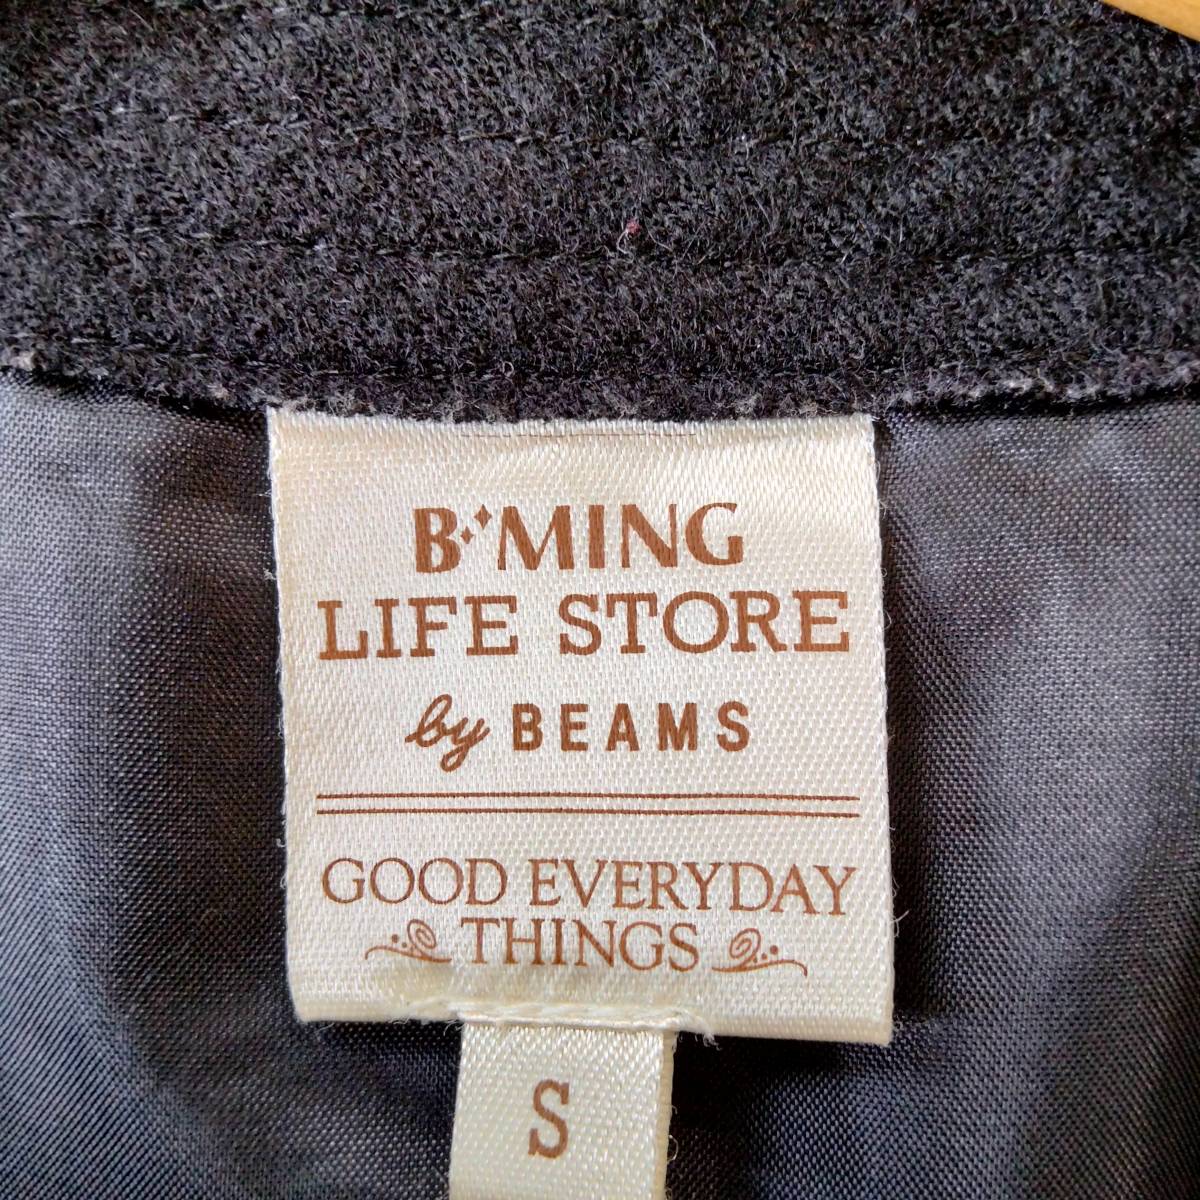 B:MING
LIFE STORE
by BEAMS
GOOD EVERYDAY
THINGS
S